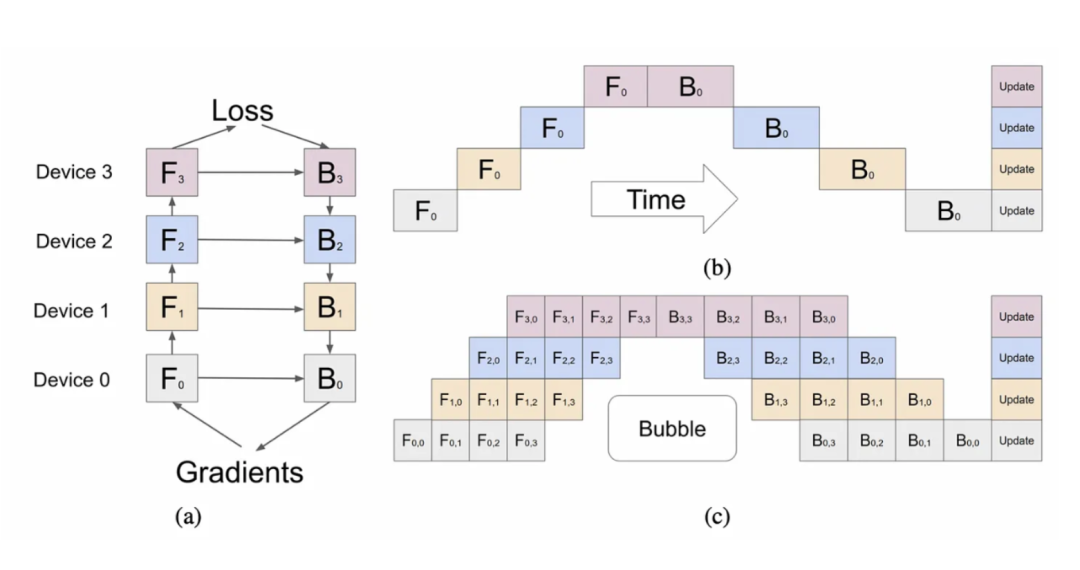 Loss
Device 3 F₃ B₃
Device 2 F₂ B₂
Device 1 F₁ B₁
Device 0 F₀ B₀
Gradients
(a)
F₀ B₀ Update
F₀ B₀ Update
F₀ B₀ Update
Time
F₀ B₀ Update
(b)
F₃,₀ F₃,₁ F₃,₂ F₃,₃ B₃,₃ B₃,₂ B₃,₁ B₃,₀ Update
F₂,₀ F₂,₁ F₂,₂ F₂,₃ B₂,₃ B₂,₂ B₂,₁ B₂,₀ Update
F₁,₀ F₁,₁ F₁,₂ F₁,₃ B₁,₃ B₁,₂ B₁,₁ B₁,₀ Update
Bubble
F₀,₀ F₀,₁ F₀,₂ F₀,₃ B₀,₃ B₀,₂ B₀,₁ B₀,₀ Update
(c)